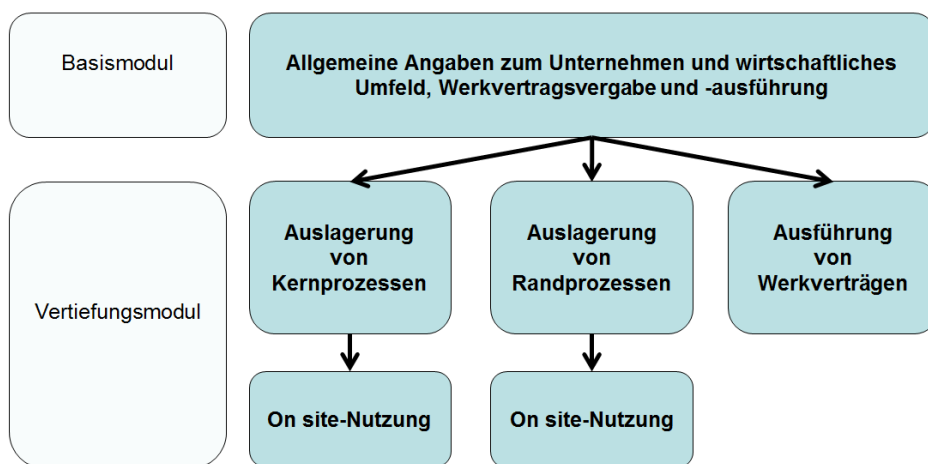 Basismodul
Allgemeine Angaben zum Unternehmen und wirtschaftliches
Umfeld, Werkvertragsvergabe und -ausführung
Vertiefungsmodul
Auslagerung
von
Kernprozessen
Auslagerung
von
Randprozessen
Ausführung
von
Werkverträgen
On site-Nutzung
On site-Nutzung